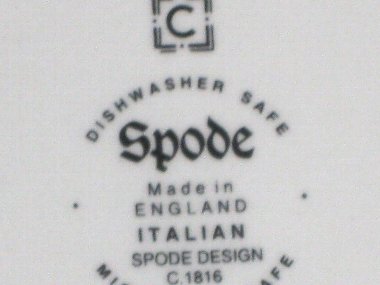 C
DISHWASHER SAFE
Spode
Made in
ENGLAND
ITALIAN
SPODE DESIGN
C.1816